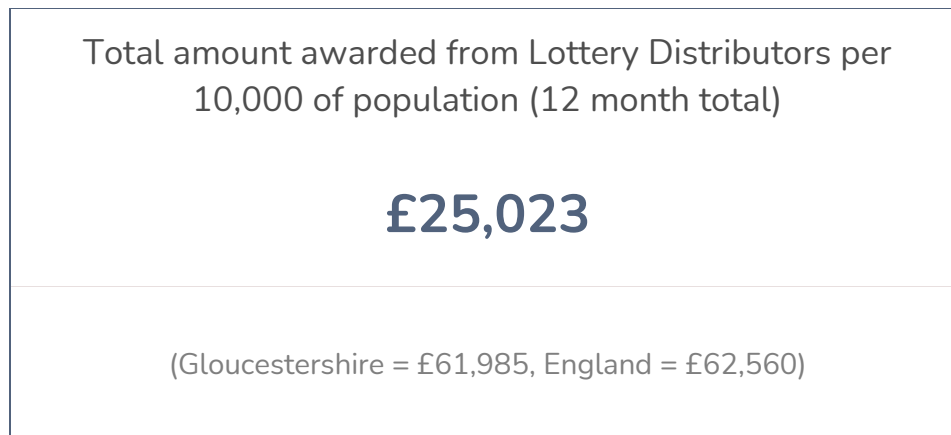 Total amount awarded from Lottery Distributors per
10,000 of population (12 month total)
£25,023
(Gloucestershire = £61,985, England = £62,560)